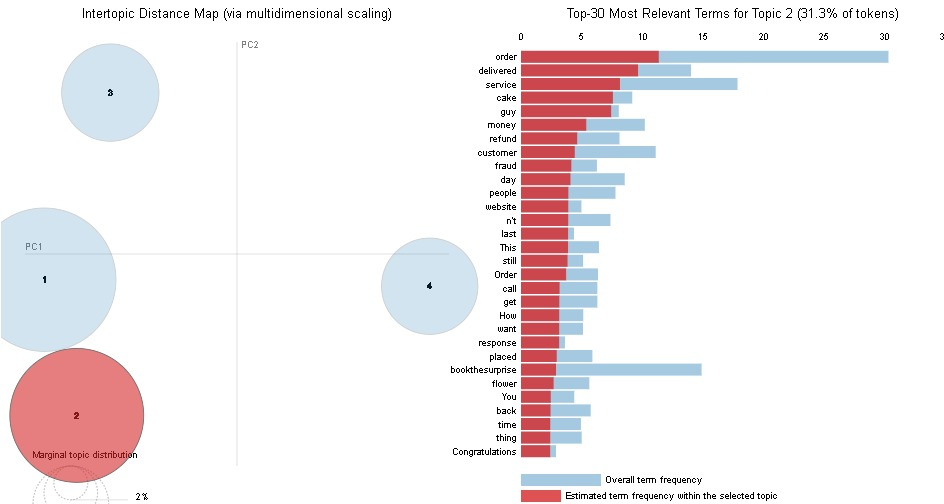 Intertopic Distance Map (via multidimensional scaling)
PC2
3
PC1
1
4
2
Marginal topic distribution
2%
Top-30 Most Relevant Terms for Topic 2 (31.3% of tokens)
0 5 10 15 20 25 30 3
order
delivered
service
cake
guy
money
refund
customer
fraud
day
people
website
n't
last
This
still
Order
call
get
How
want
response
placed
bookthesurprise
flower
You
back
time
thing
Congratulations
Overall term frequency
Estimated term frequency within the selected topic